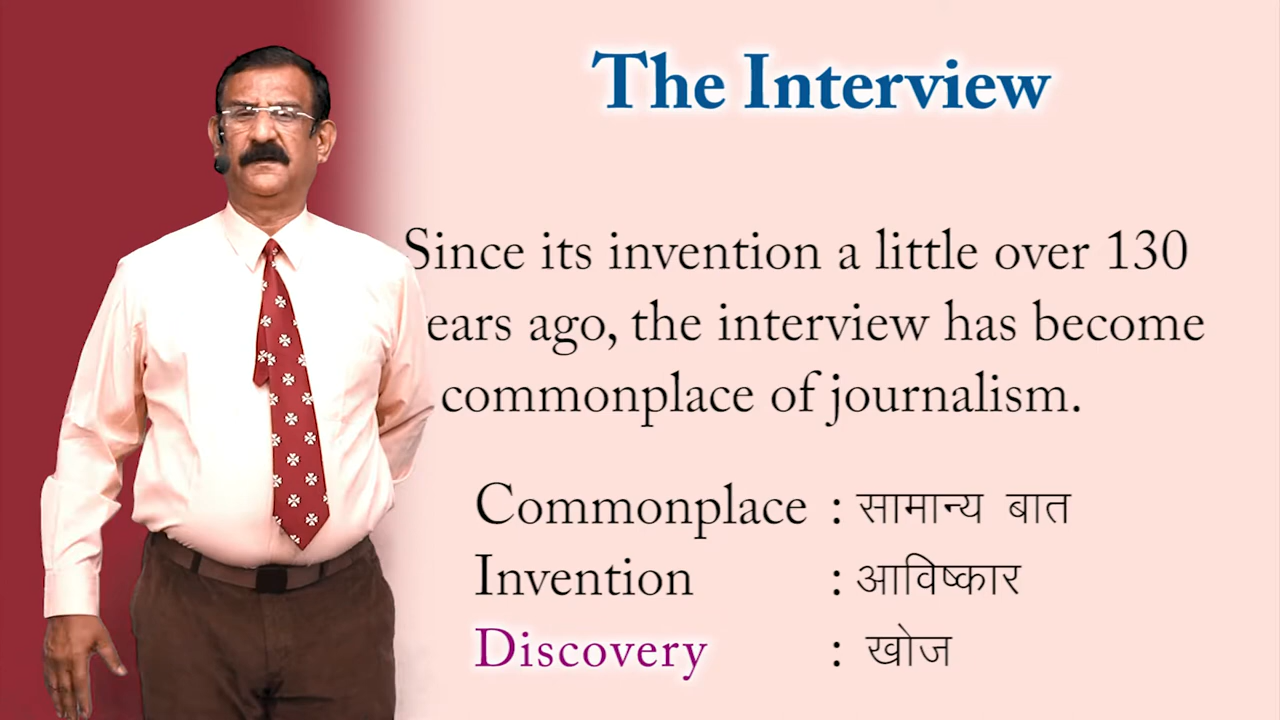 The Interview
Since its invention a little over 130
ears ago, the interview has become
commonplace of journalism.
Commonplace : सामान्य बात
Invention : आविष्कार
Discovery : खोज